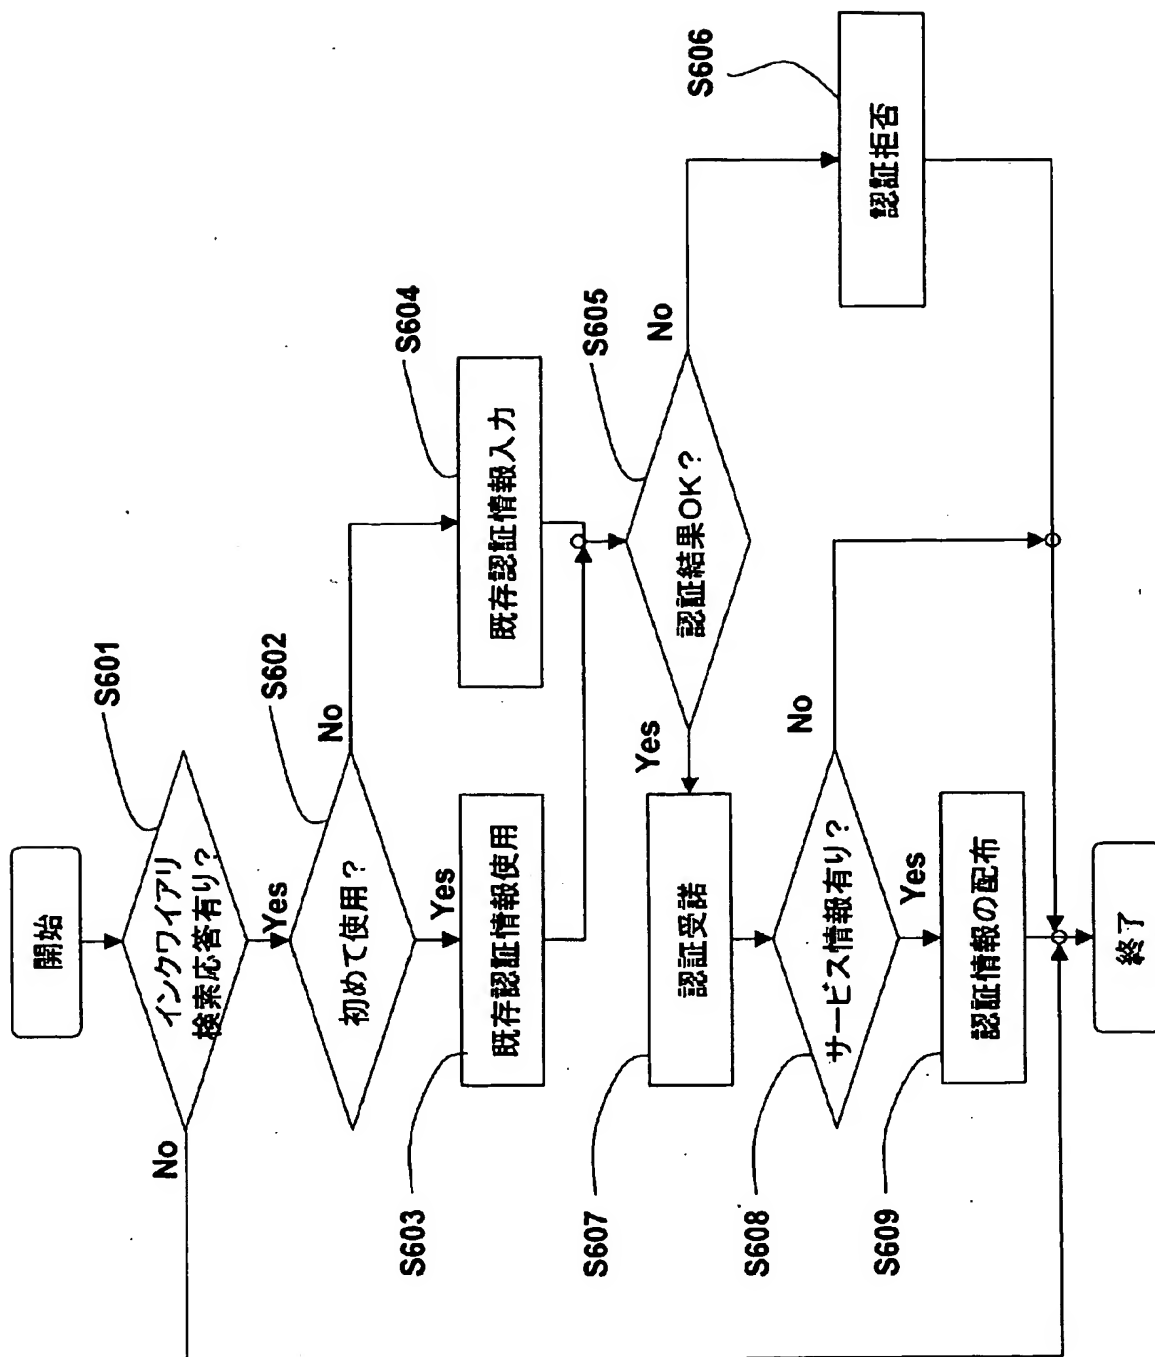 開始
インクワイアリ
検索応答有り？
S601
No
Yes
初めて使用？
S602
No
Yes
既存認証情報使用
S603
既存認証情報入力
S604
認証結果OK？
S605
No
Yes
認証拒否
S606
認証受諾
S607
サービス情報有り？
S608
No
Yes
認証情報の配布
S609
終了